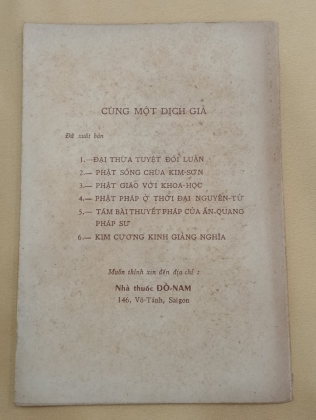 CÙNG MỘT DỊCH GIẢ
Đã xuất bản
1.— ĐẠI THỪA TUYỆT ĐỐI LUẬN
2.— PHẬT SỐNG CHÙA KIM-SƠN
3.— PHẬT GIÁO VỚI KHOA-HỌC
4.— PHẬT PHÁP Ở THỜI ĐẠI NGUYÊN-TỬ
5.— TÁM BÀI THUYẾT PHÁP CỦA ẤN-QUANG
PHÁP SƯ
6.— KIM CƯƠNG KINH GIẢNG NGHĨA
Muốn thỉnh xin đến địa chỉ :
Nhà thuốc ĐỒ-NAM
146, Võ-Tánh, Saigon